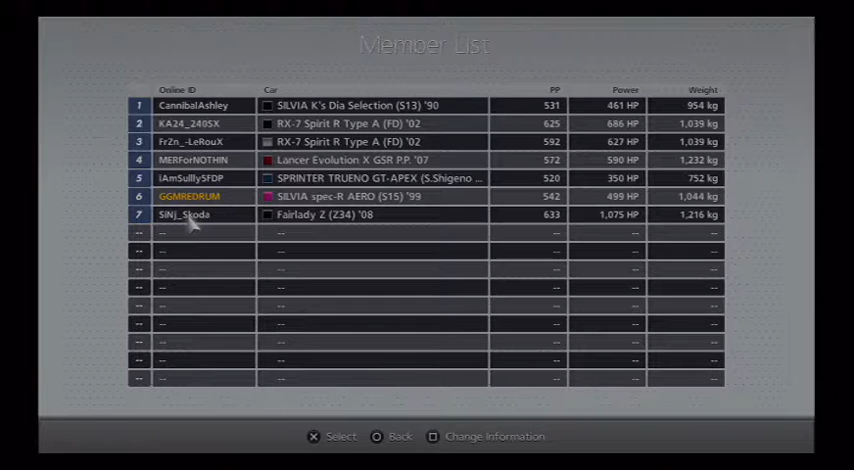 Member List
Online ID Car PP Power Weight
1 CannibalAshley SILVIA K's Dia Selection (S13) '90 531 461 HP 954 kg
2 KA24_240SX RX-7 Spirit R Type A (FD) '02 625 686 HP 1,039 kg
3 FrZn_-LeRouX RX-7 Spirit R Type A (FD) '02 592 627 HP 1,039 kg
4 MERForNOTHIN Lancer Evolution X GSR P.P. '07 572 590 HP 1,232 kg
5 iAmSullly5FDP SPRINTER TRUENO GT-APEX (S.Shigeno ... 520 350 HP 752 kg
6 GGMREDRUM SILVIA spec-R AERO (S15) '99 542 499 HP 1,044 kg
7 SiNj_Skoda Fairlady Z (Z34) '08 633 1,075 HP 1,216 kg
-- -- -- -- -- --
-- -- -- -- -- --
-- -- -- -- -- --
-- -- -- -- -- --
-- -- -- -- -- --
-- -- -- -- -- --
-- -- -- -- -- --
-- -- -- -- -- --
-- -- -- -- -- --
Select Back Change Information